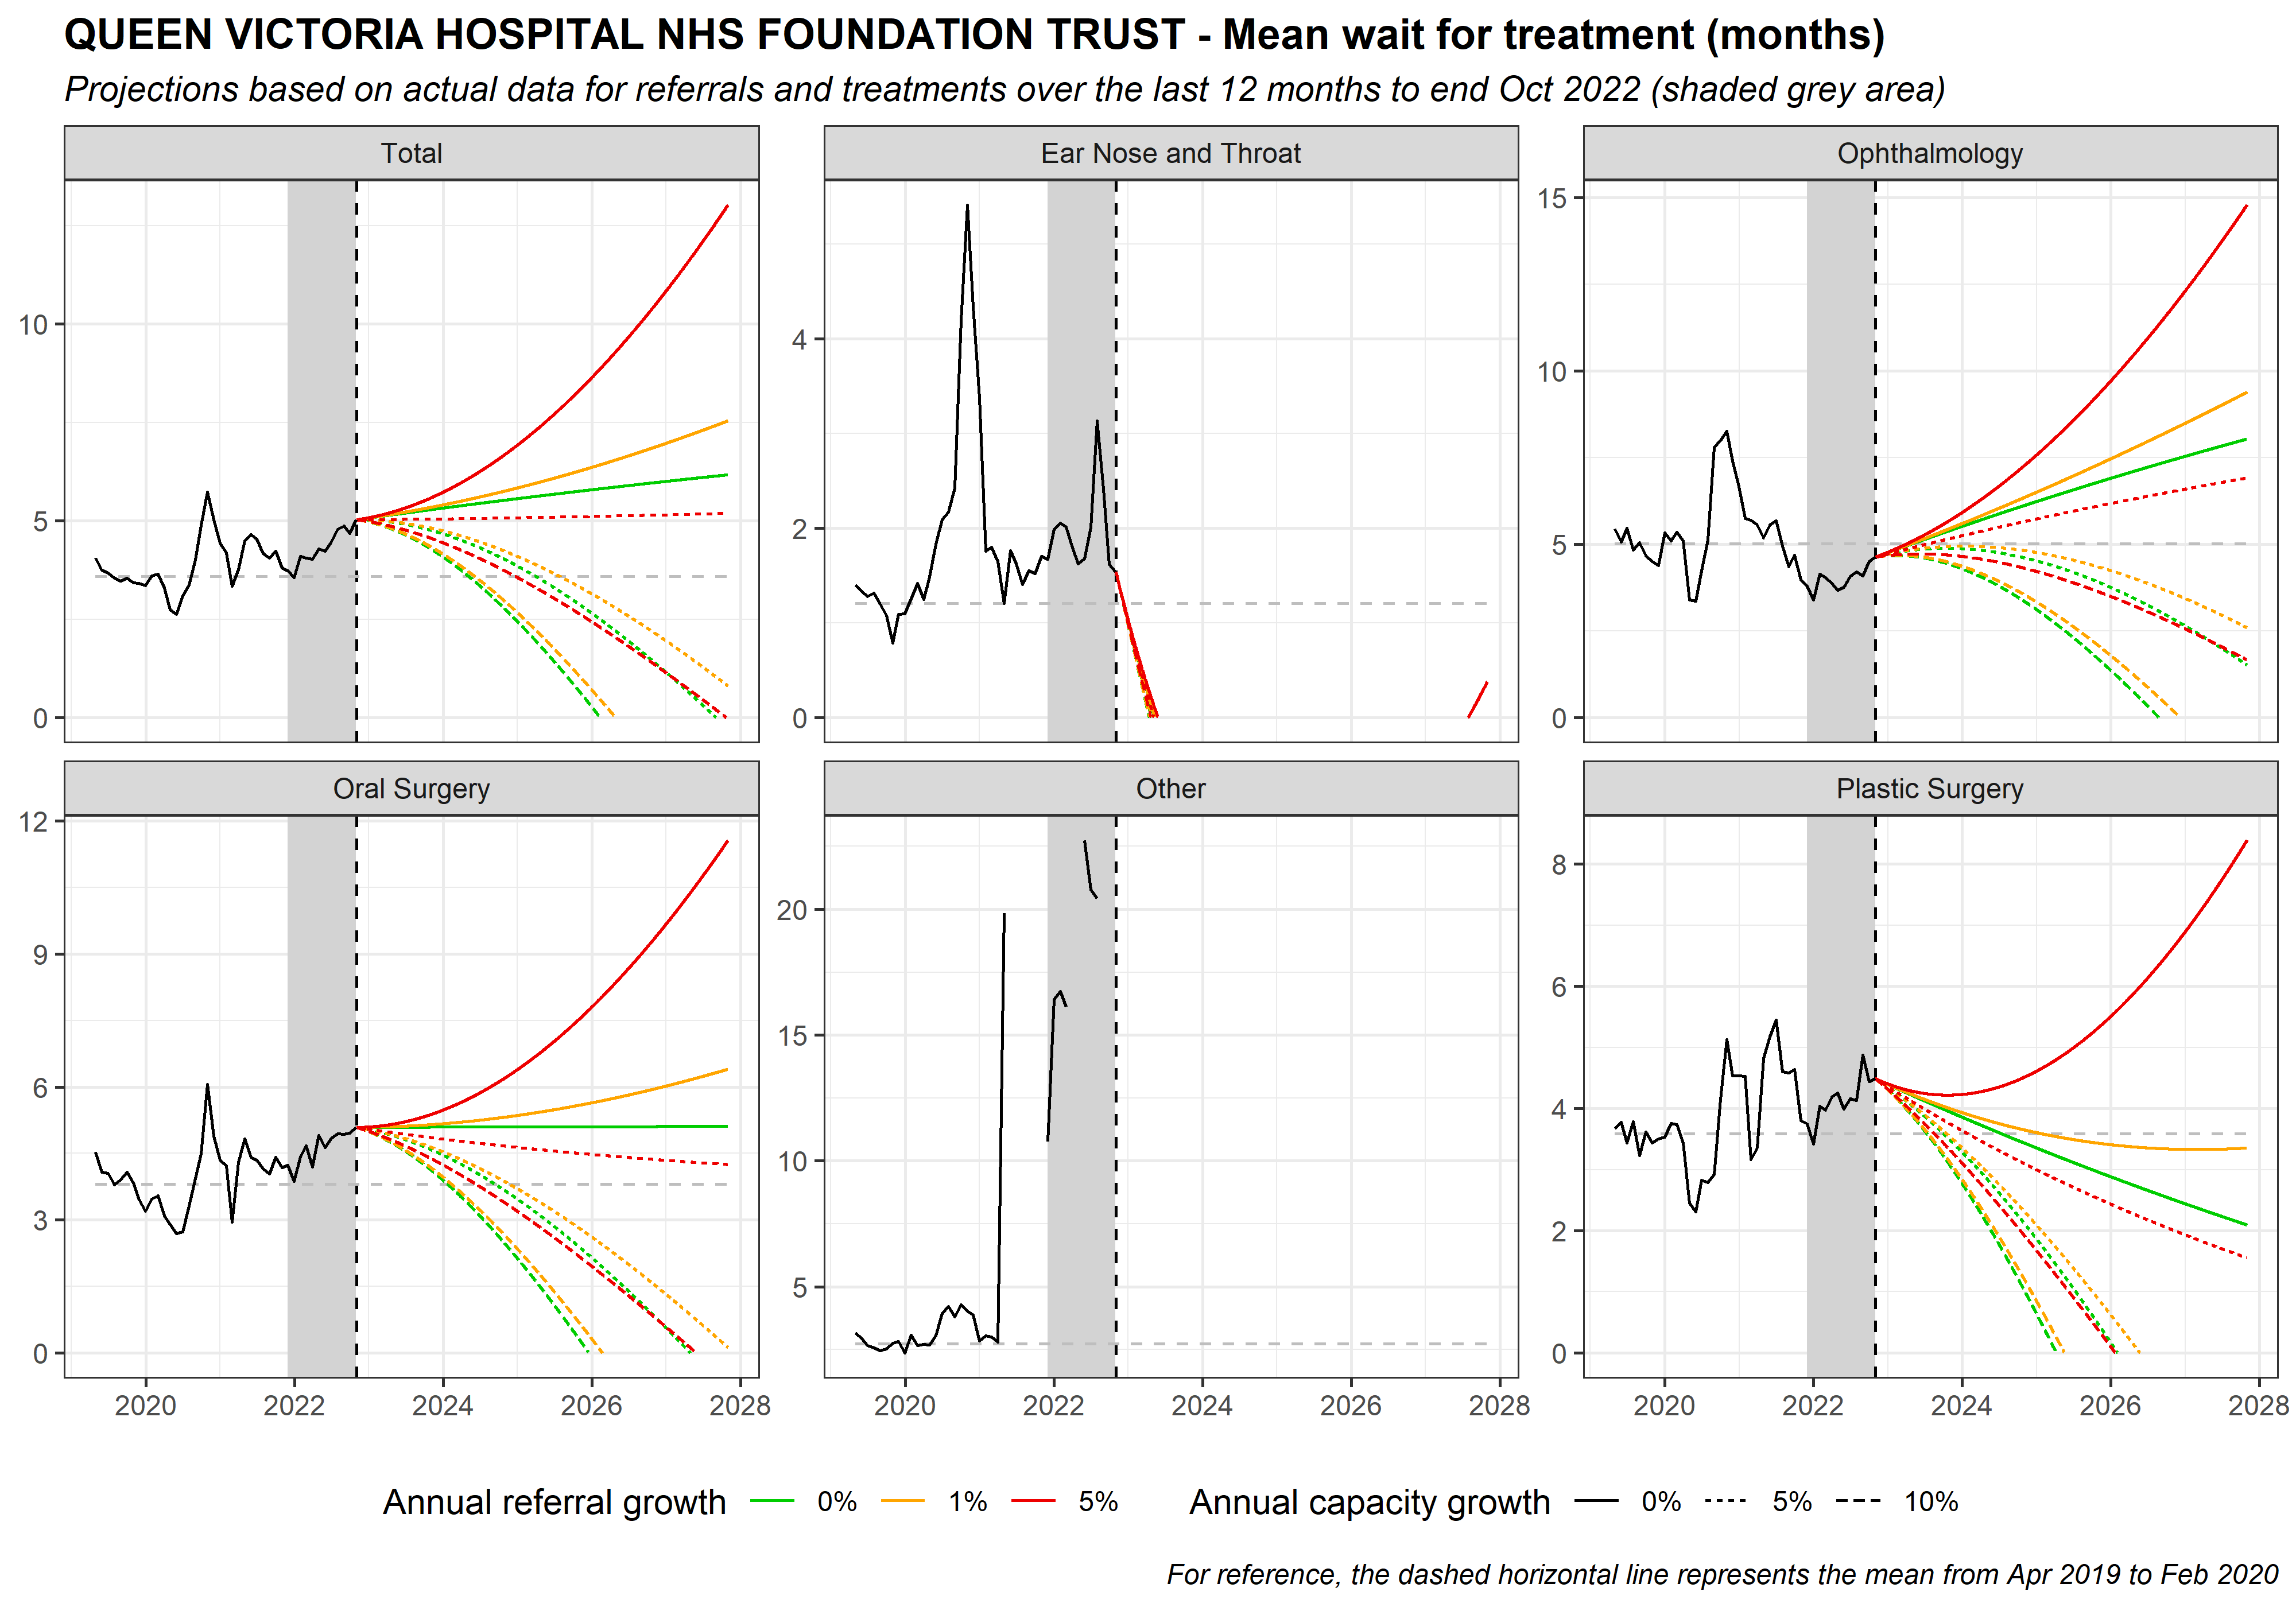 QUEEN VICTORIA HOSPITAL NHS FOUNDATION TRUST - Mean wait for treatment (months)
Projections based on actual data for referrals and treatments over the last 12 months to end Oct 2022 (shaded grey area)
Total
Ear Nose and Throat
Ophthalmology
10
5
0
4
2
0
15
10
5
0
Oral Surgery
Other
Plastic Surgery
12
9
6
3
0
20
15
10
5
8
6
4
2
0
2020 2022 2024 2026 2028
2020 2022 2024 2026 2028
2020 2022 2024 2026 2028
Annual referral growth 0% 1% 5% Annual capacity growth 0% 5% 10%
For reference, the dashed horizontal line represents the mean from Apr 2019 to Feb 2020